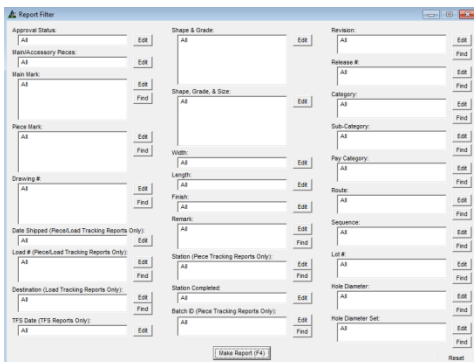 Report Filter
Approval Status:
All
Edit
Main/Accessory Pieces:
All
Edit
Main Mark:
All
Edit
Find
Piece Mark:
All
Edit
Find
Drawing #:
All
Edit
Find
Date Shipped (Piece/Load Tracking Reports Only):
All
Edit
Load # (Piece/Load Tracking Reports Only):
All
Edit
Find
Destination (Load Tracking Reports Only):
All
Edit
Find
TFS Date (TFS Reports Only):
All
Edit
Shape & Grade:
All
Edit
Shape, Grade, & Size:
All
Edit
Width:
All
Edit
Length:
All
Edit
Finish:
All
Edit
Remark:
All
Edit
Find
Station (Piece Tracking Reports Only):
All
Edit
Find
Station Completed:
All
Edit
Batch ID (Piece Tracking Reports Only):
All
Edit
Find
Make Report (F4)
Revision:
All
Edit
Find
Release #:
All
Edit
Find
Category:
All
Edit
Find
Sub-Category:
All
Edit
Find
Pay Category:
All
Edit
Find
Route:
All
Edit
Find
Sequence:
All
Edit
Find
Lot #:
All
Edit
Find
Hole Diameter:
All
Edit
Find
Hole Diameter Set:
All
Edit
Find
Reset